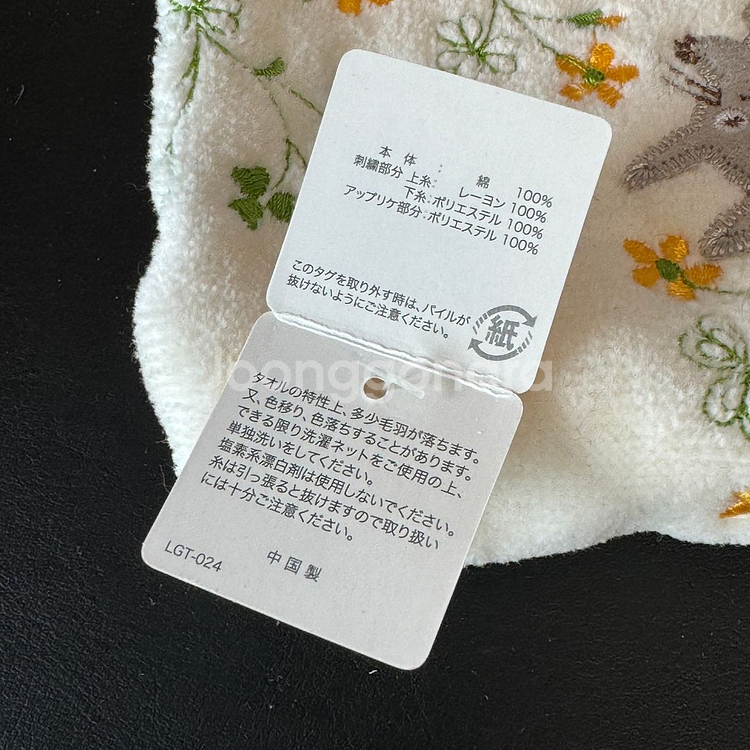 本 体 : 綿 100%
刺繍部分 上糸: レーヨン 100%
下糸:ポリエステル 100%
アップリケ部分:ポリエステル 100%
このタグを取り外す時は、パイルが
抜けないようにご注意ください。
紙
Joongonara
タオルの特性上、多少毛羽が落ちます。
又、色移り、色落ちすることがあります。
できる限り洗濯ネットをご使用の上、
単独洗いをしてください。
塩素系漂白剤は使用しないでください。
糸は引っ張ると抜けますので取り扱い
には十分ご注意ください。
LGT-024 中国製